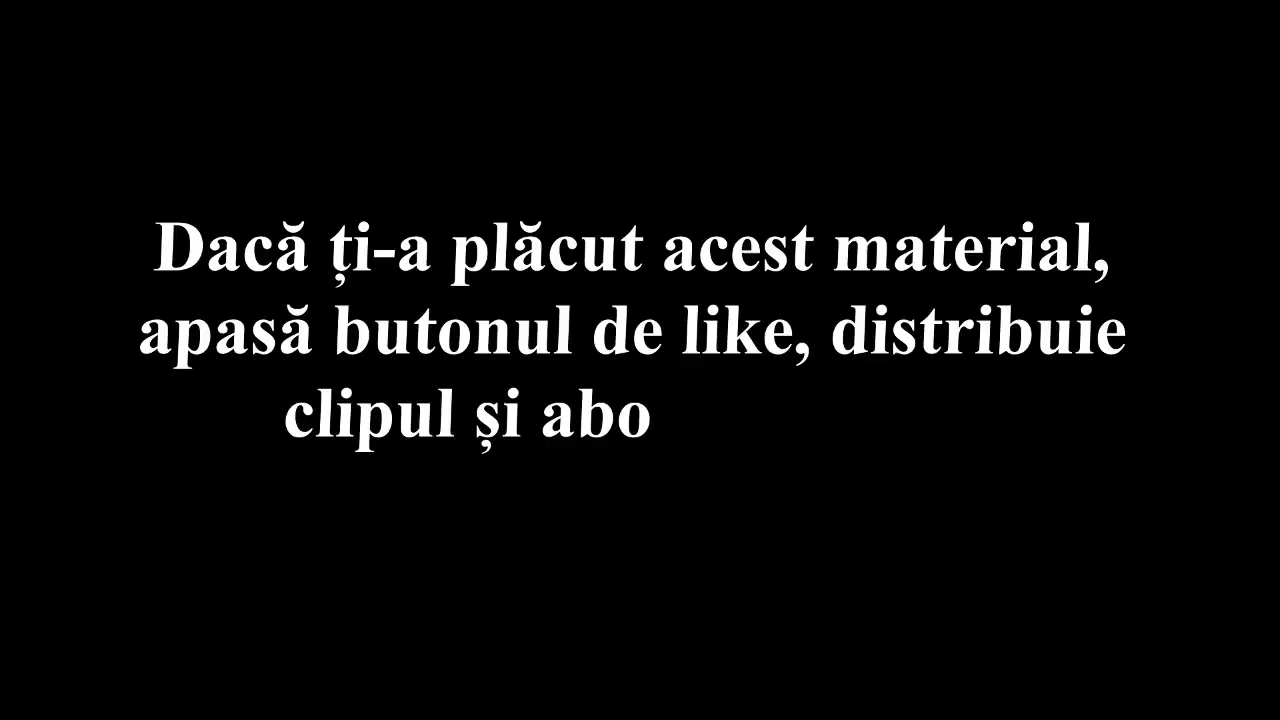 Dacă ți-a plăcut acest material,
apasă butonul de like, distribuie
clipul și abo